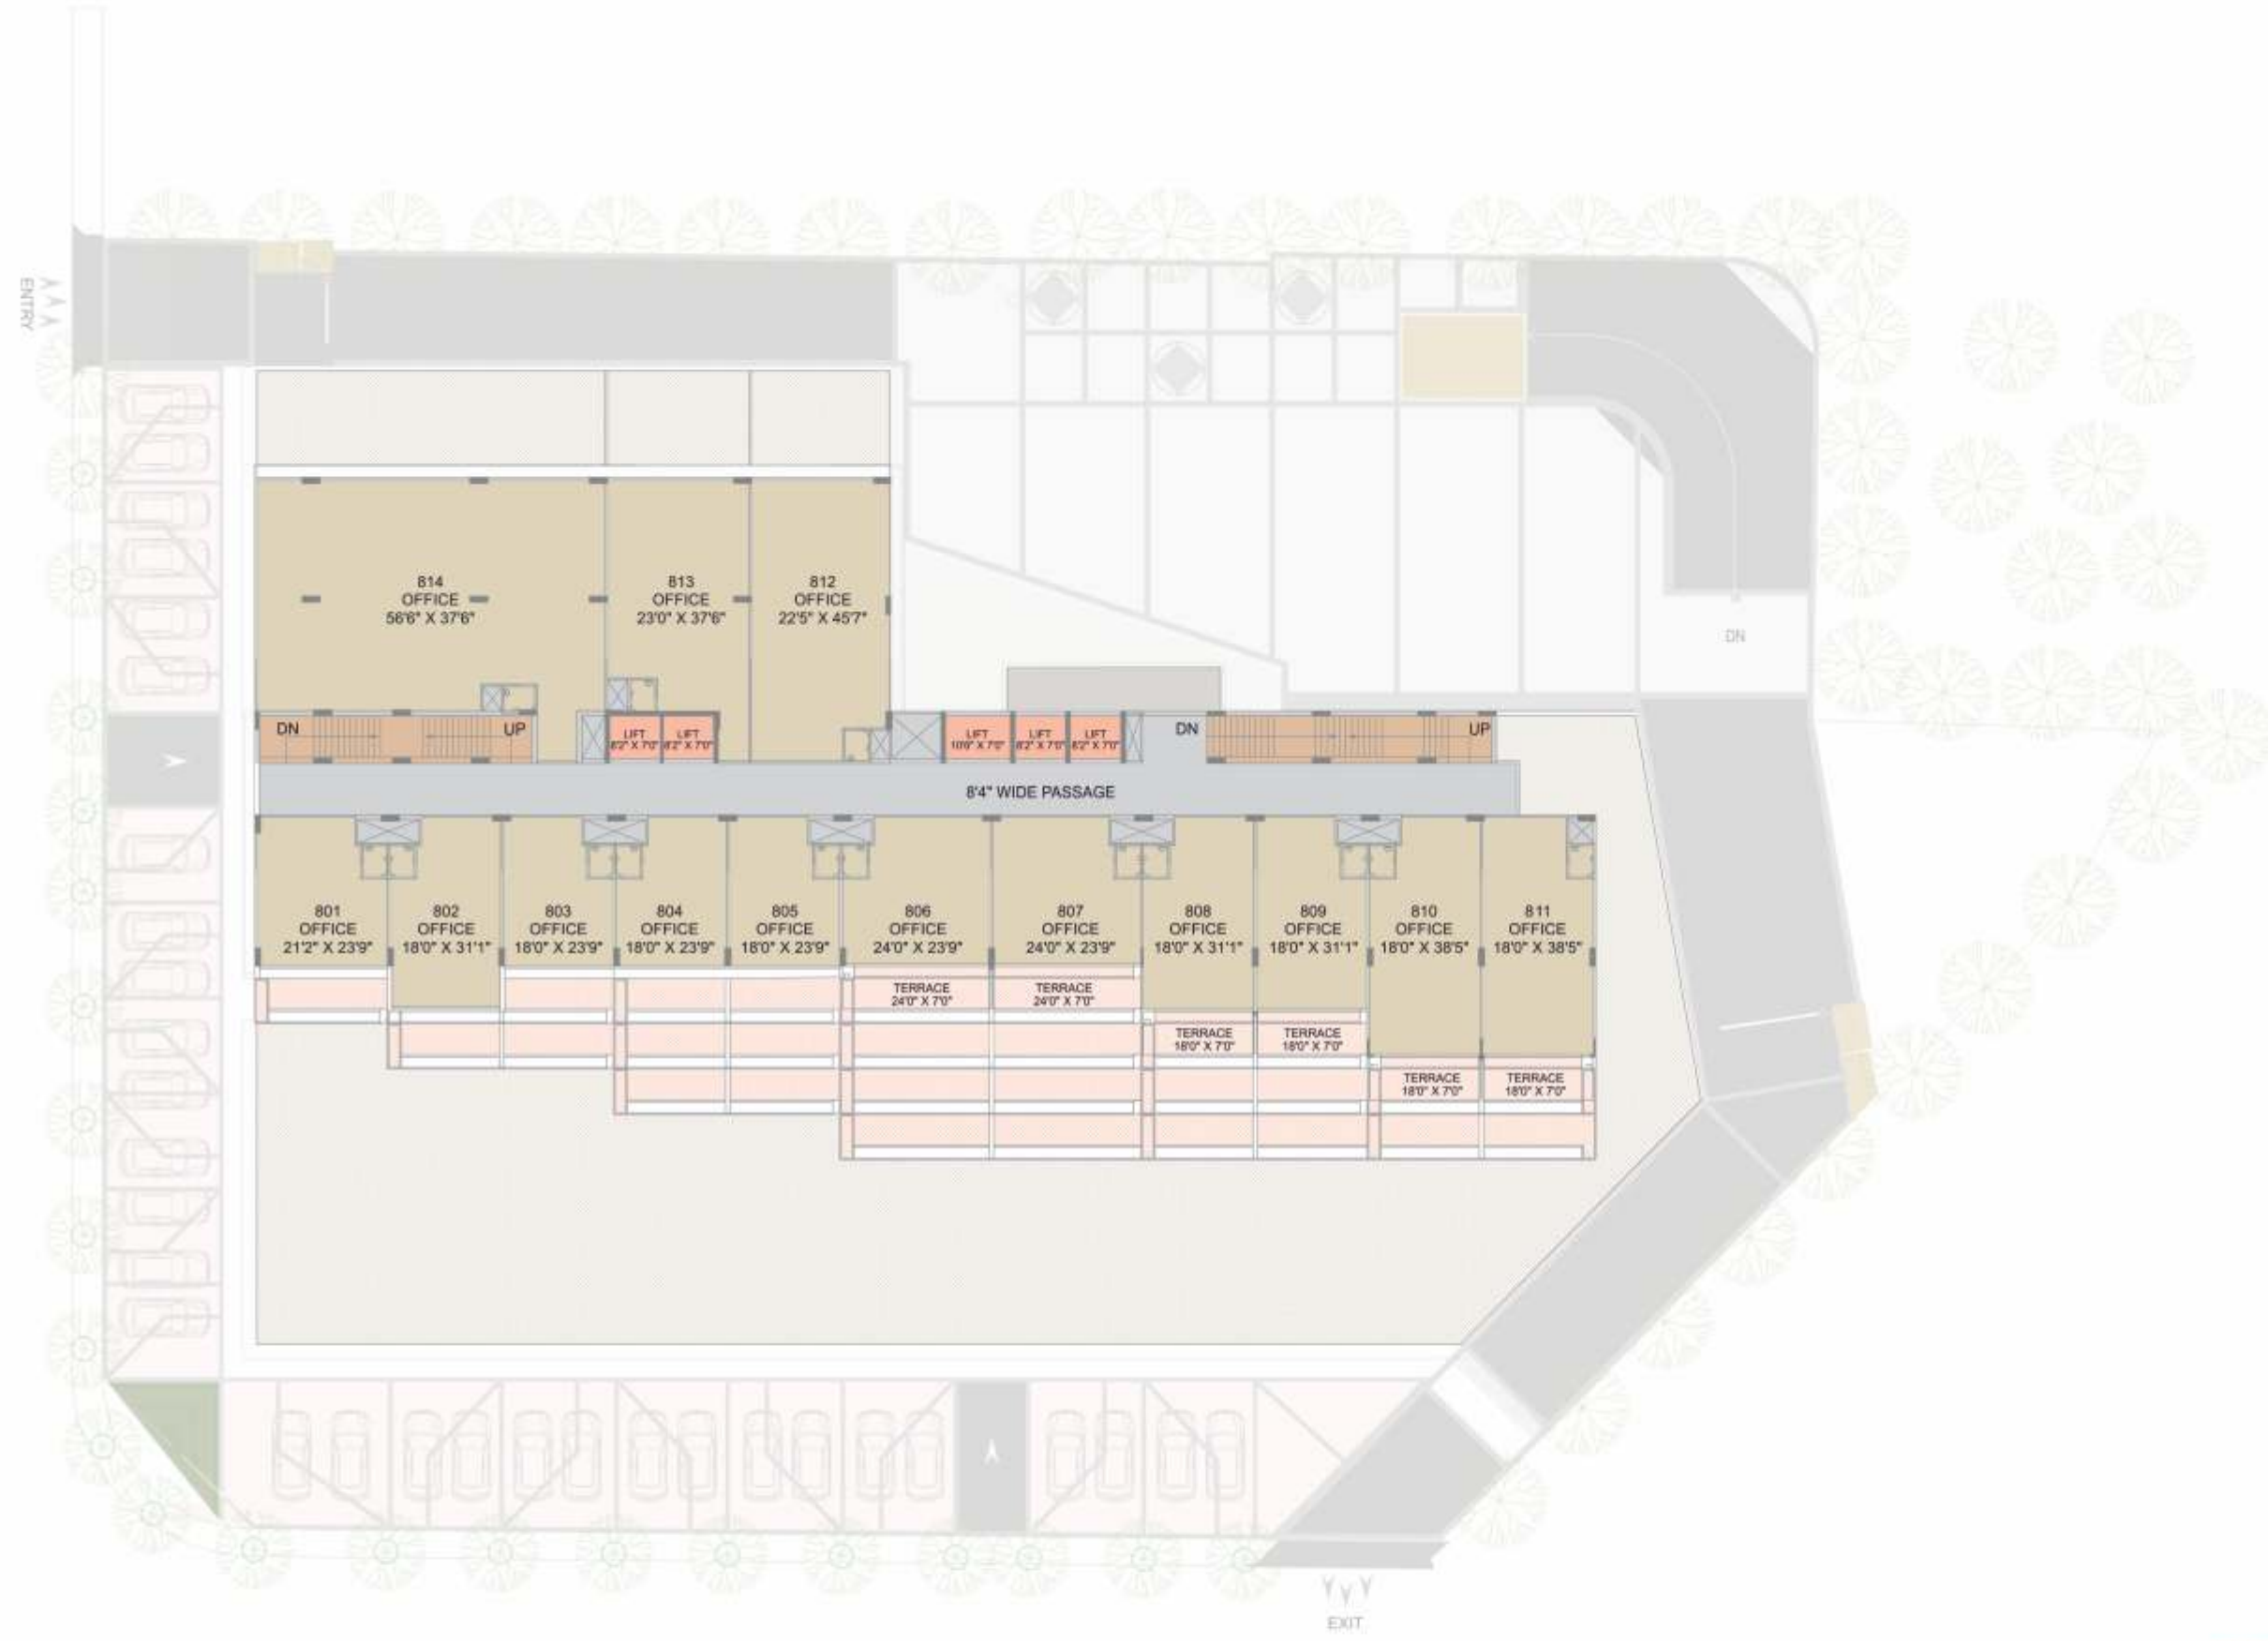 ENTRY
814
OFFICE
56'6" X 37'6"
813
OFFICE
23'0" X 37'6"
812
OFFICE
22'5" X 45'7"
DN
DN
UP
LIFT
8'2" X 7'0"
LIFT
8'2" X 7'0"
LIFT
10'0" X 7'0"
LIFT
8'2" X 7'0"
LIFT
8'2" X 7'0"
DN
UP
8'4" WIDE PASSAGE
801
OFFICE
21'2" X 23'9"
802
OFFICE
18'0" X 31'1"
803
OFFICE
18'0" X 23'9"
804
OFFICE
18'0" X 23'9"
805
OFFICE
18'0" X 23'9"
806
OFFICE
24'0" X 23'9"
807
OFFICE
24'0" X 23'9"
808
OFFICE
18'0" X 31'1"
809
OFFICE
18'0" X 31'1"
810
OFFICE
18'0" X 38'5"
811
OFFICE
18'0" X 38'5"
TERRACE
24'0" X 7'0"
TERRACE
24'0" X 7'0"
TERRACE
18'0" X 7'0"
TERRACE
18'0" X 7'0"
TERRACE
18'0" X 7'0"
TERRACE
18'0" X 7'0"
EXIT